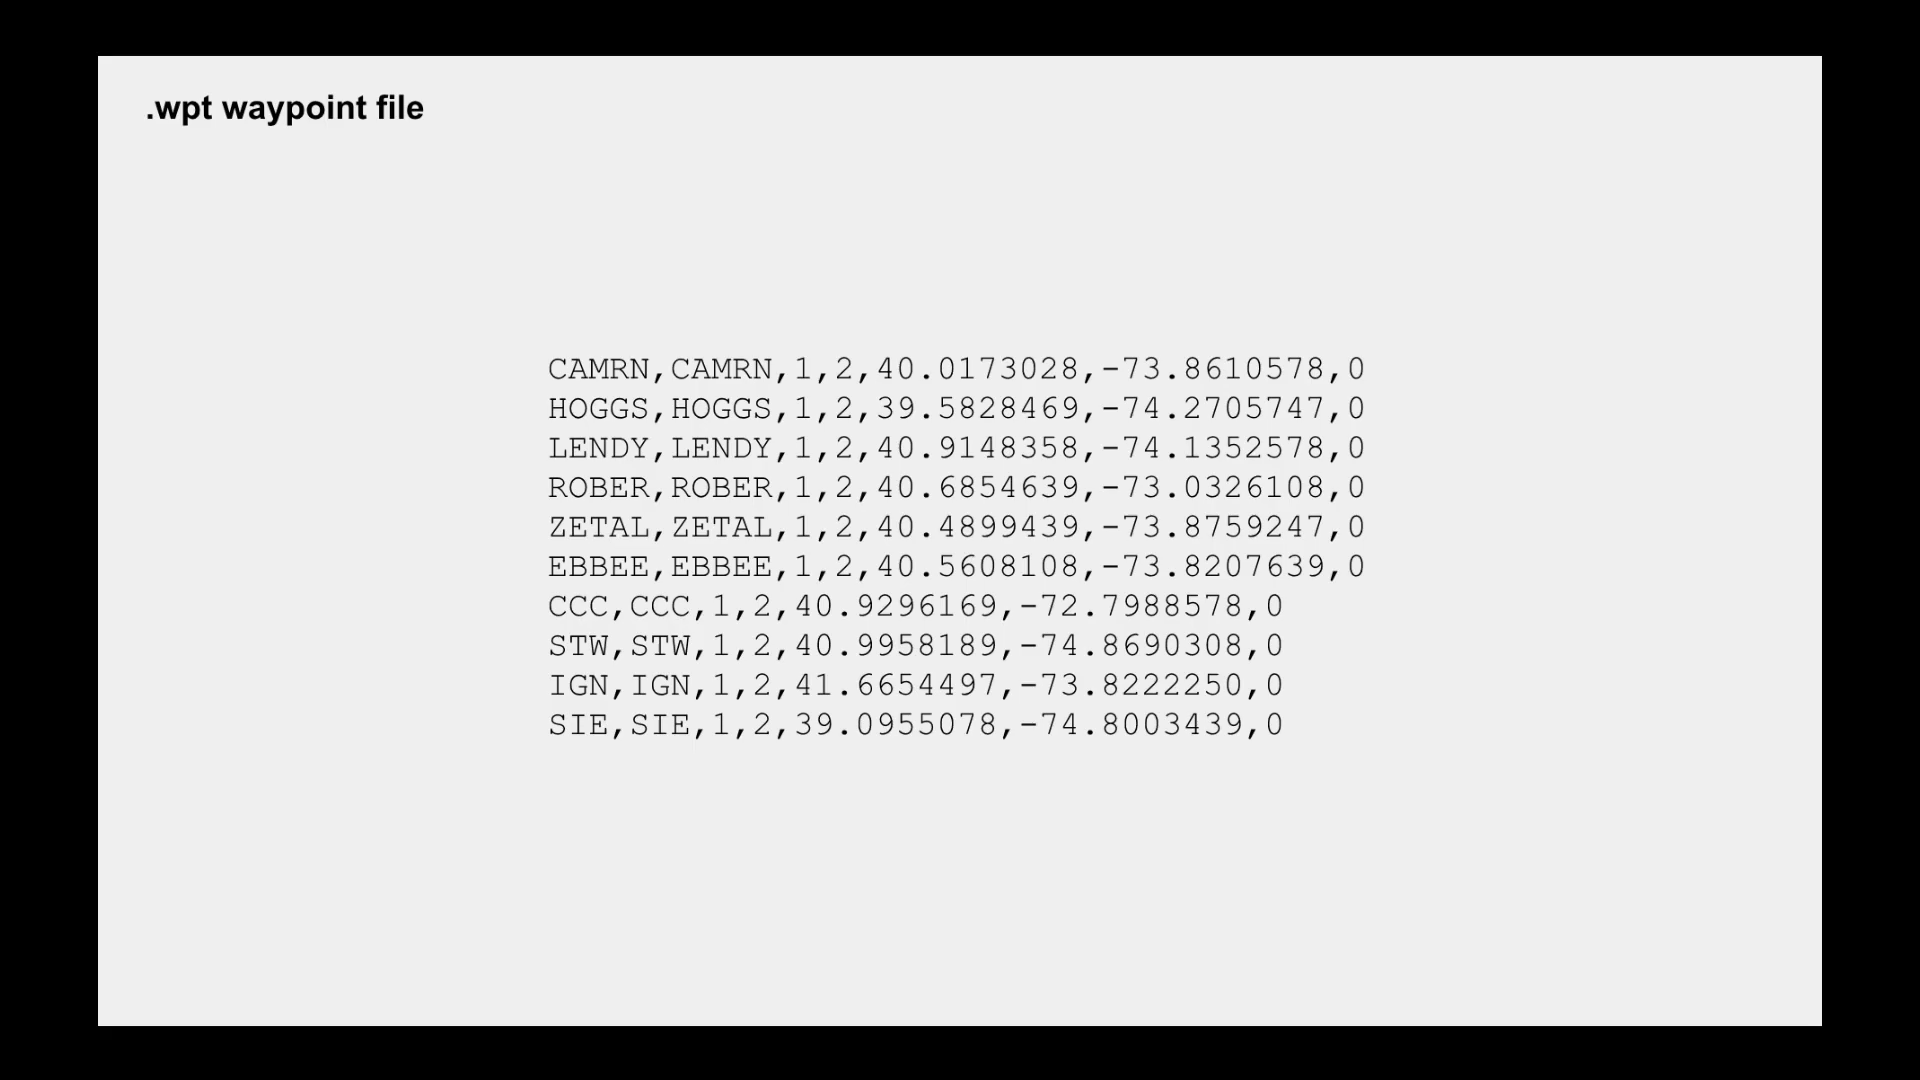 .wpt waypoint file
CAMRN,CAMRN,1,2,40.0173028,-73.8610578,0
HOGGS,HOGGS,1,2,39.5828469,-74.2705747,0
LENDY,LENDY,1,2,40.9148358,-74.1352578,0
ROBER,ROBER,1,2,40.6854639,-73.0326108,0
ZETAL,ZETAL,1,2,40.4899439,-73.8759247,0
EBBEE,EBBEE,1,2,40.5608108,-73.8207639,0
CCC,CCC,1,2,40.9296169,-72.7988578,0
STW,STW,1,2,40.9958189,-74.8690308,0
IGN,IGN,1,2,41.6654497,-73.8222250,0
SIE,SIE,1,2,39.0955078,-74.8003439,0